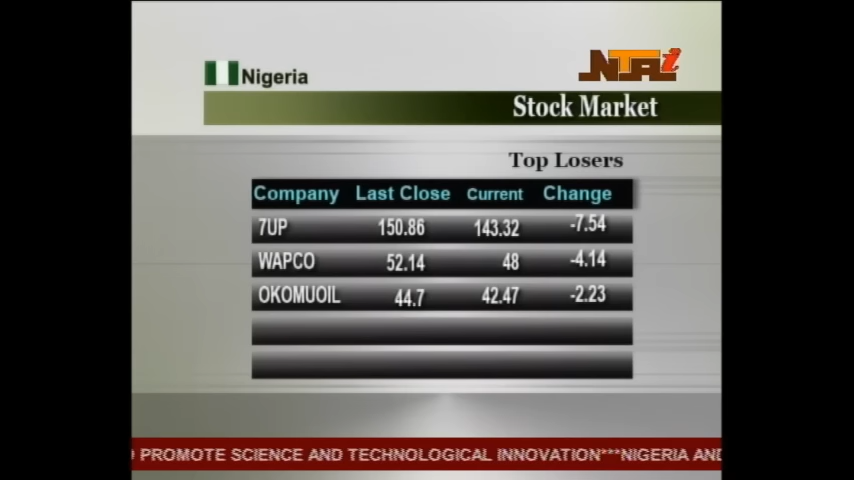 Nigeria
NTAi
Stock Market
Top Losers
Company Last Close Current Change
7UP 150.86 143.32 -7.54
WAPCO 52.14 48 -4.14
OKOMUOIL 44.7 42.47 -2.23
PROMOTE SCIENCE AND TECHNOLOGICAL INNOVATION***NIGERIA AND